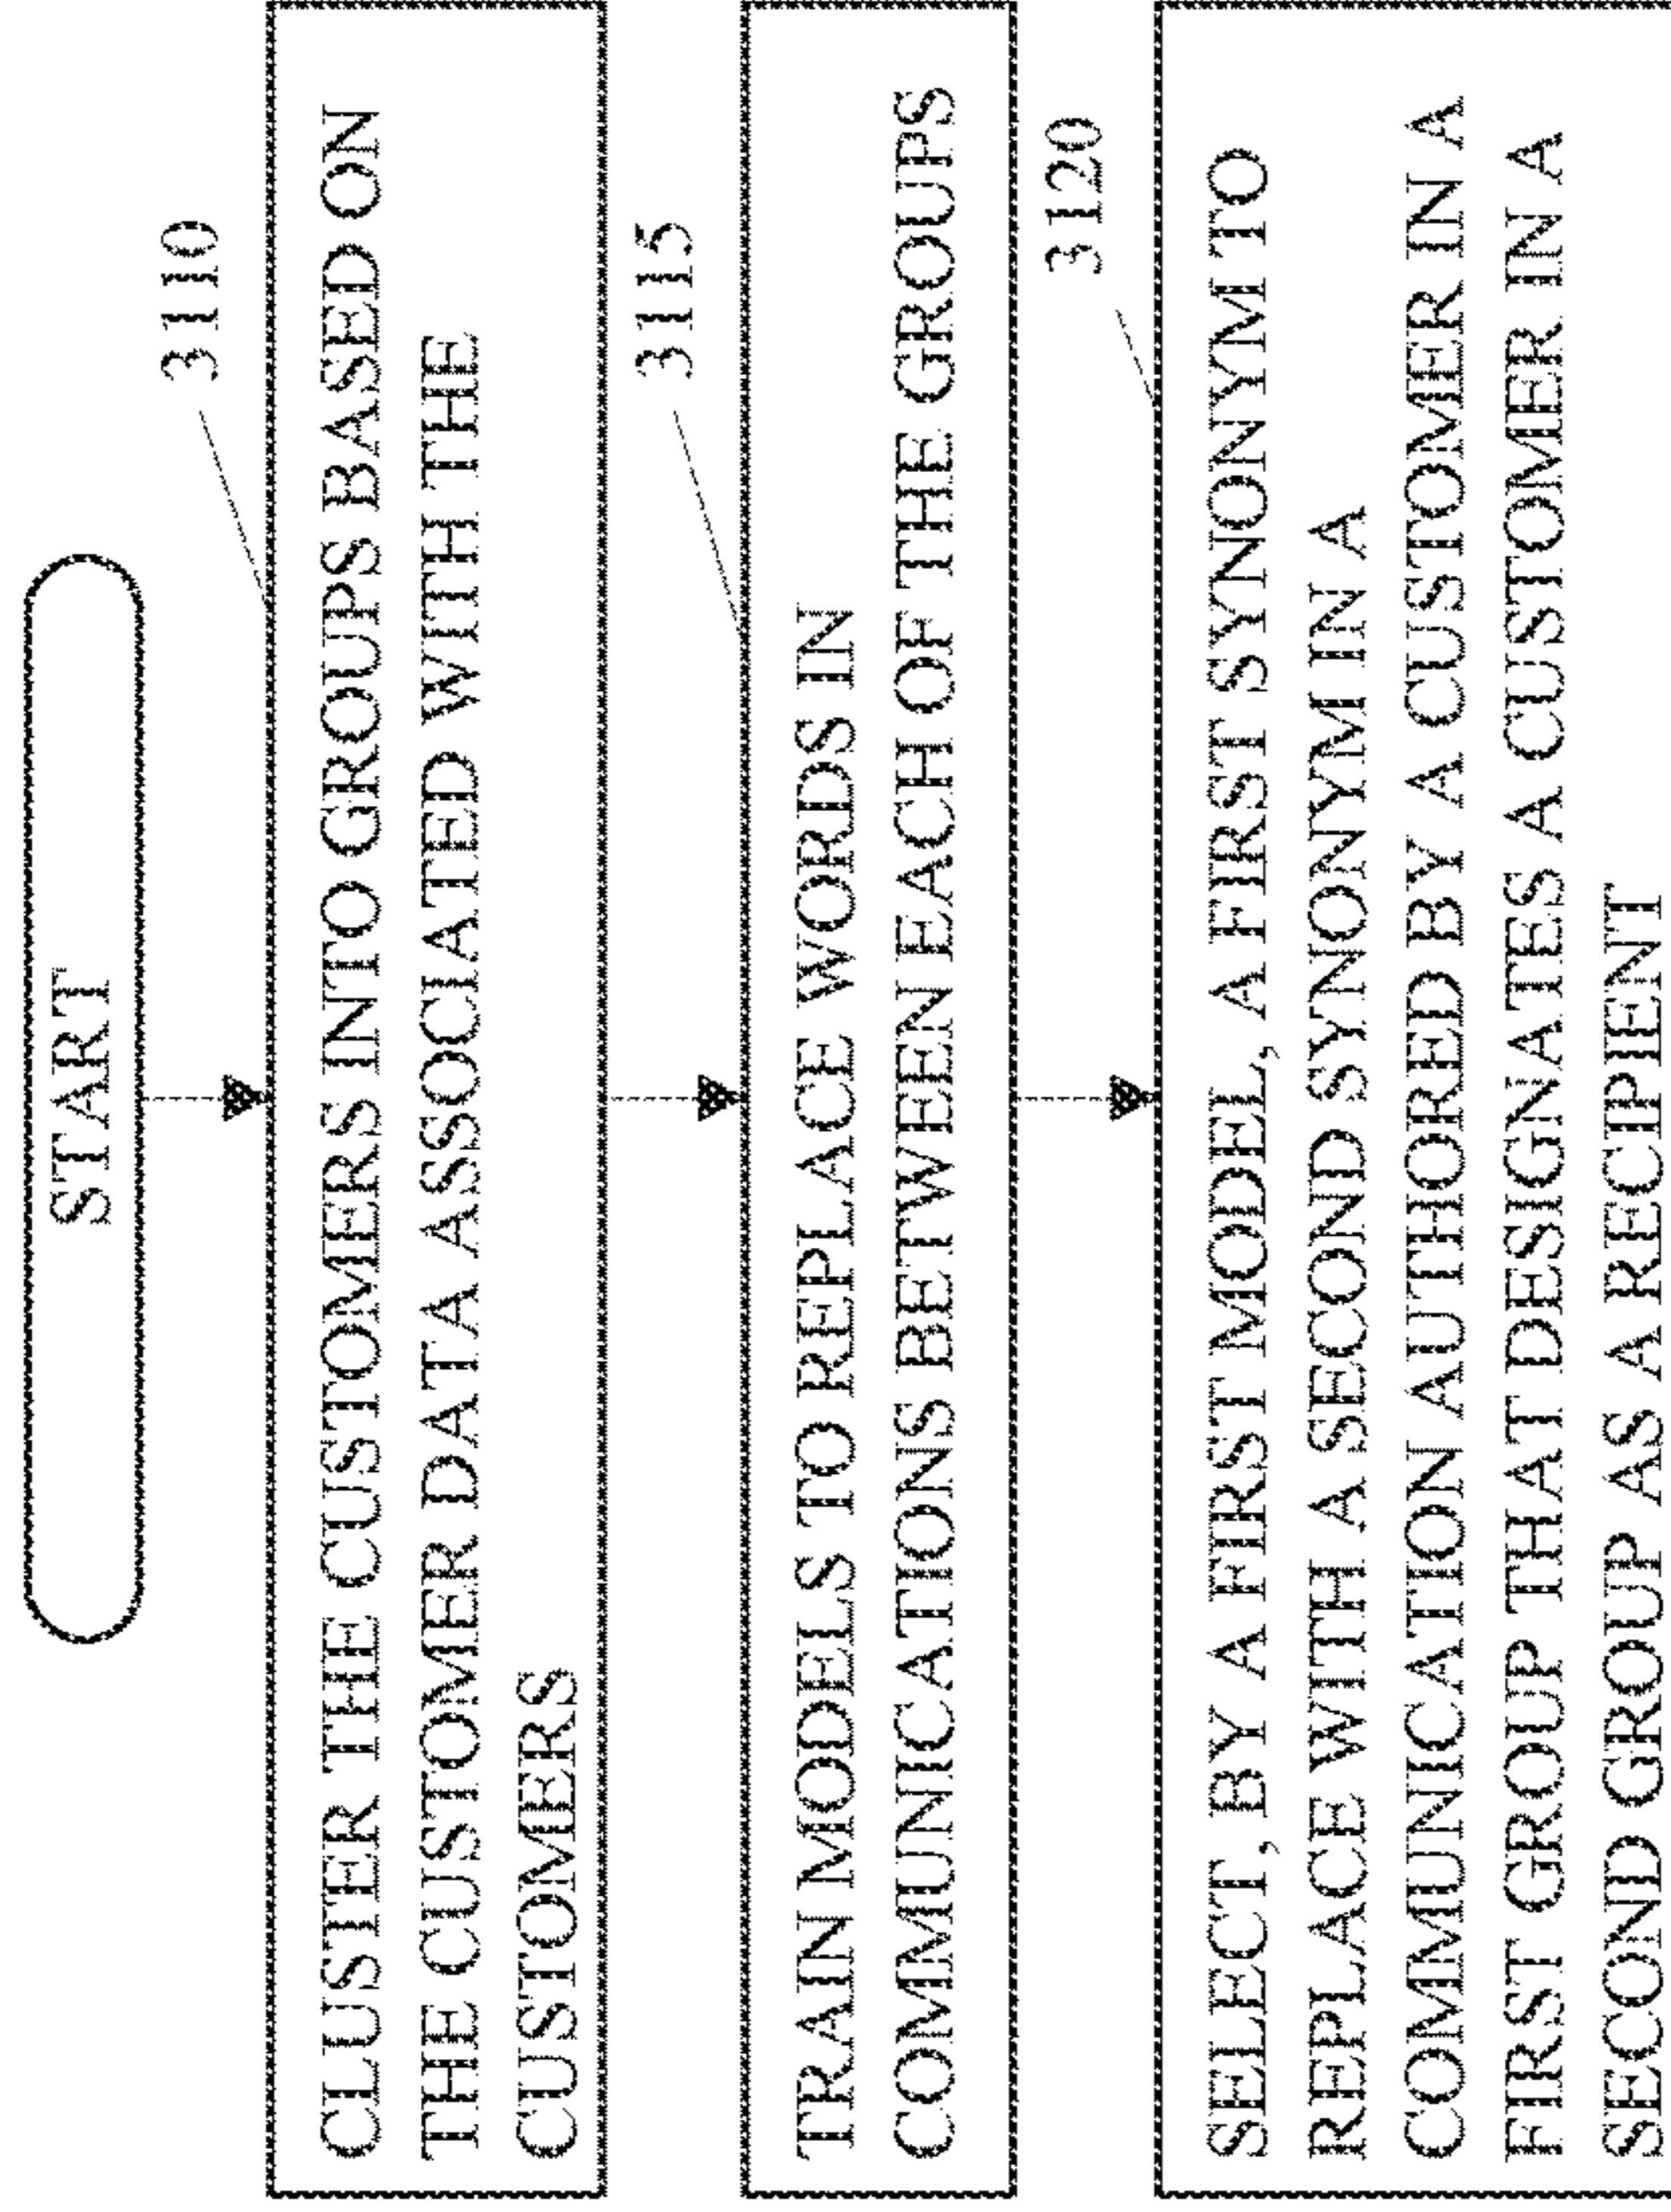 START
3110
CLUSTER THE CUSTOMERS INTO GROUPS BASED ON
THE CUSTOMER DATA ASSOCIATED WITH THE
CUSTOMERS
3115
TRAIN MODELS TO REPLACE WORDS IN
COMMUNICATIONS BETWEEN EACH OF THE GROUPS
3120
SELECT, BY A FIRST MODEL, A FIRST SYNONYM TO
REPLACE WITH A SECOND SYNONYM IN A
COMMUNICATION AUTHORED BY A CUSTOMER IN A
FIRST GROUP THAT DESIGNATES A CUSTOMER IN A
SECOND GROUP AS A RECIPIENT